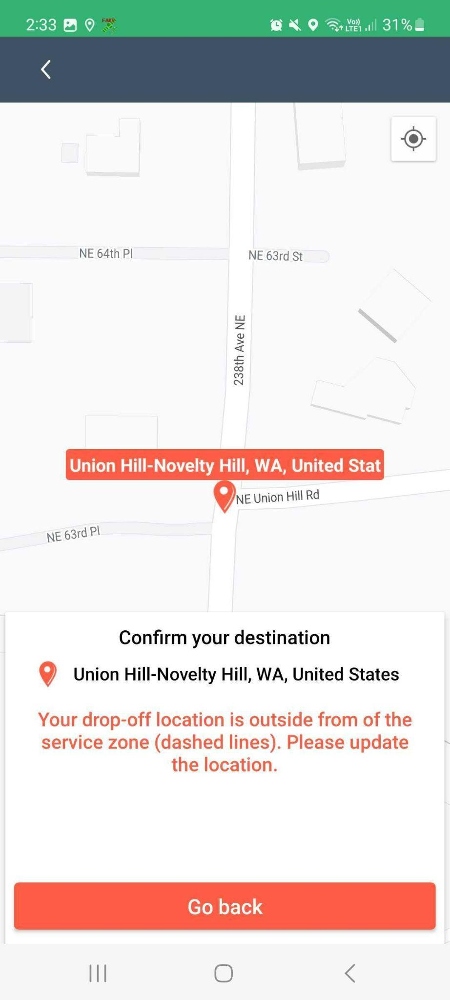 2:33
FAKE
Vo))
LTE1
31%
NE 64th Pl
NE 63rd St
238th Ave NE
Union Hill-Novelty Hill, WA, United Stat
NE Union Hill Rd
NE 63rd Pl
Confirm your destination
Union Hill-Novelty Hill, WA, United States
Your drop-off location is outside from of the
service zone (dashed lines). Please update
the location.
Go back